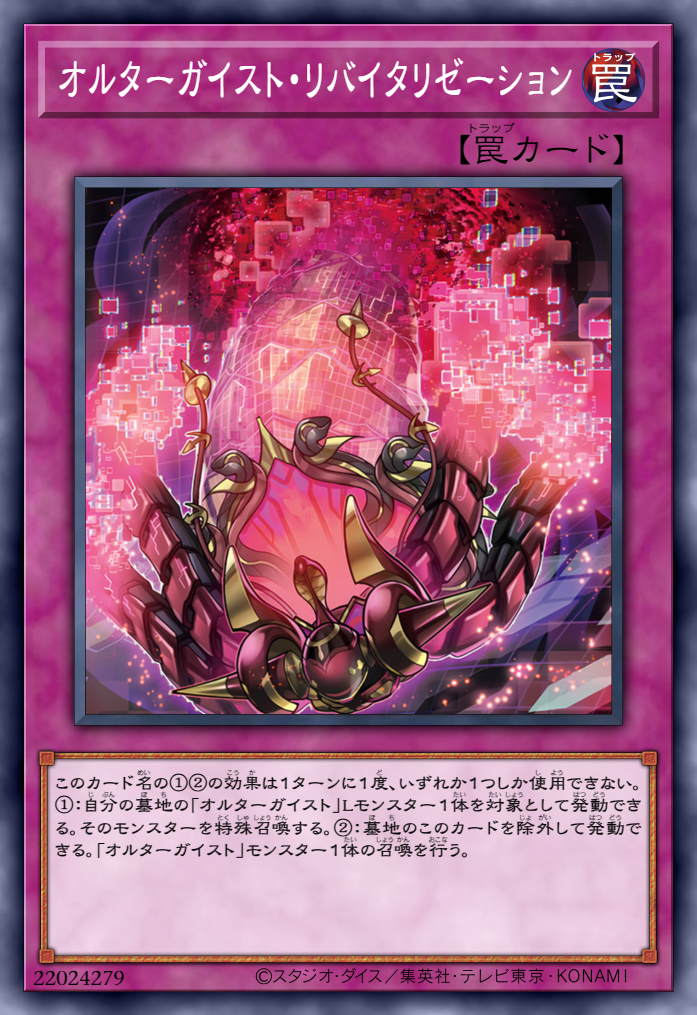 オルターガイスト・リバイタリゼーション
トラップ
罠
トラップ
【罠カード】
このカード名の①②の効果は1ターンに1度、いずれか1つしか使用できない。
①:自分の墓地の「オルターガイスト」Lモンスター1体を対象として発動でき
る。そのモンスターを特殊召喚する。②:墓地のこのカードを除外して発動で
きる。「オルターガイスト」モンスター1体の召喚を行う。
22024279
©スタジオ・ダイス/集英社・テレビ東京・KONAMI